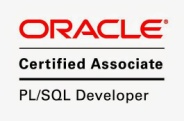 ORACLE®
Certified Associate
PL/SQL Developer